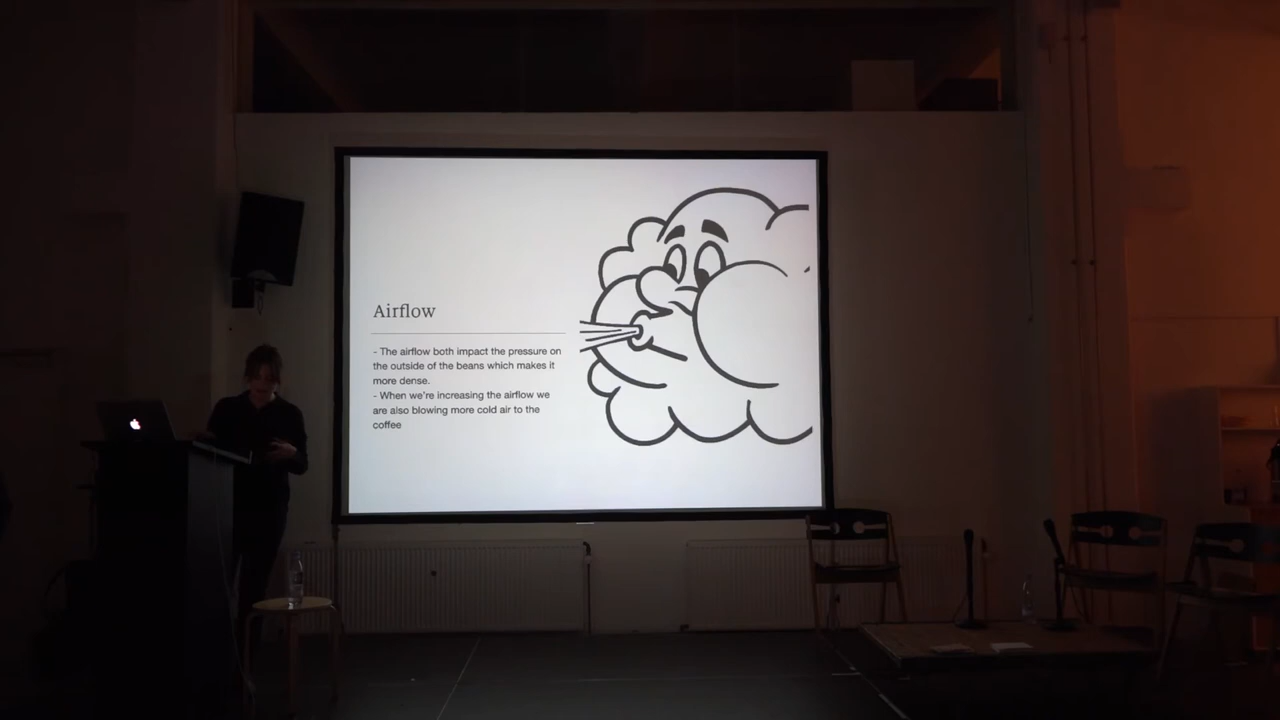 Airflow
- The airflow both impact the pressure on
the outside of the beans which makes it
more dense.
- When we're increasing the airflow we
are also blowing more cold air to the
coffee